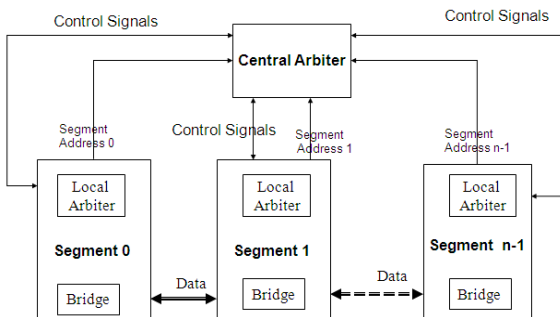 Control Signals
Control Signals
Central Arbiter
Segment
Address 0
Control Signals
Segment
Address 1
Segment
Address n-1
Local
Arbiter
Local
Arbiter
Local
Arbiter
Segment 0
Segment 1
Segment n-1
Data
Data
Bridge
Bridge
Bridge